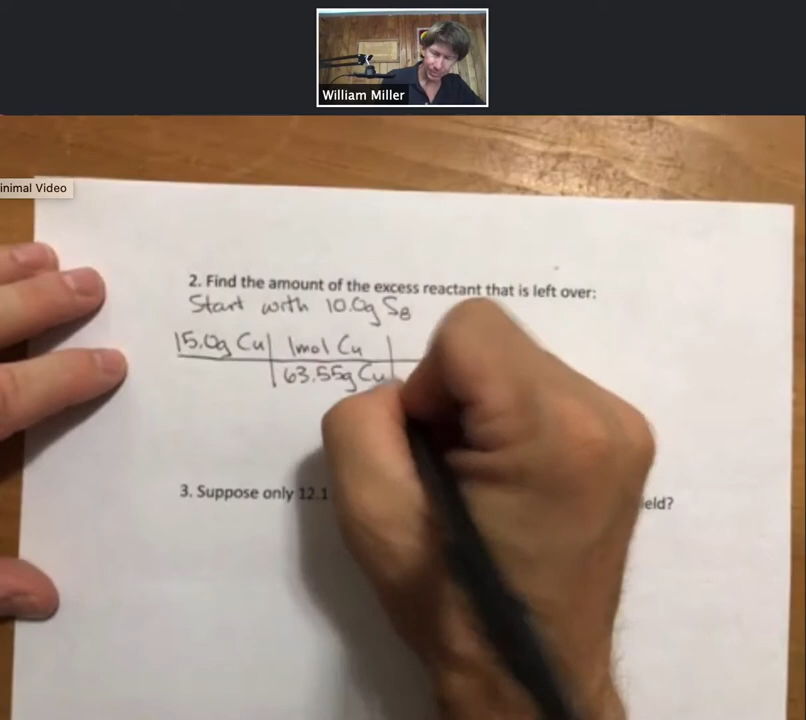 William Miller
inimal Video
2. Find the amount of the excess reactant that is left over:
Start with 10.0g S8
15.0g Cu | 1mol Cu |
63.55g Cu
3. Suppose only 12.1 eld?